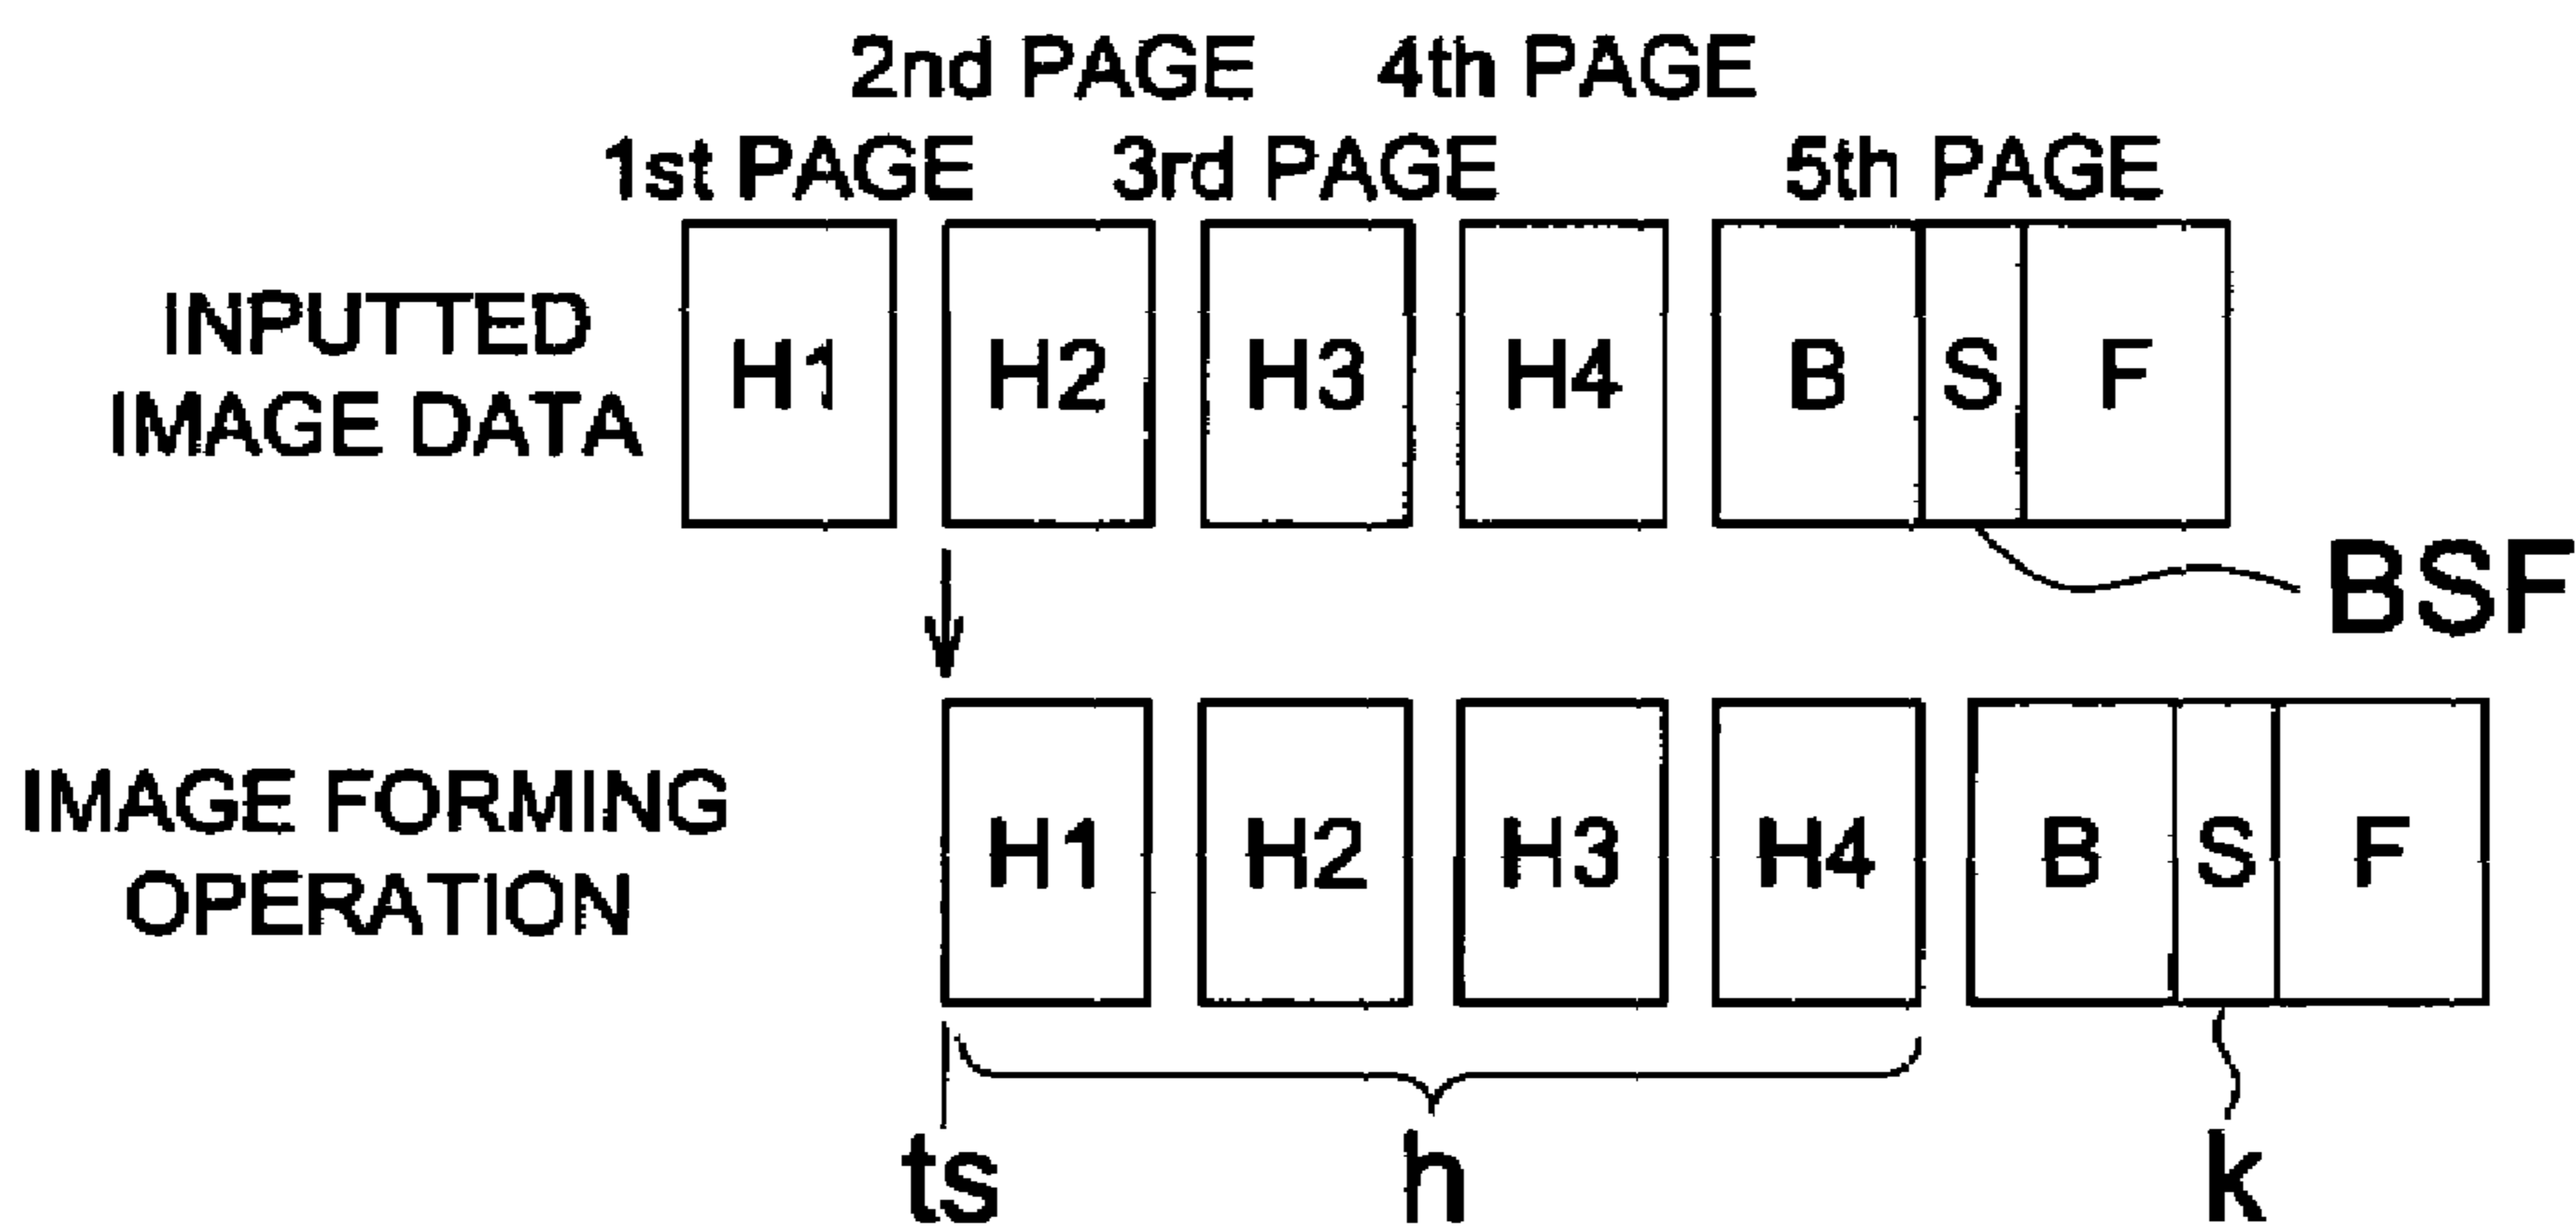 2nd PAGE 4th PAGE
1st PAGE 3rd PAGE 5th PAGE
INPUTTED
IMAGE DATA
H1 H2 H3 H4 B S F
BSF
IMAGE FORMING
OPERATION
H1 H2 H3 H4 B S F
ts h k